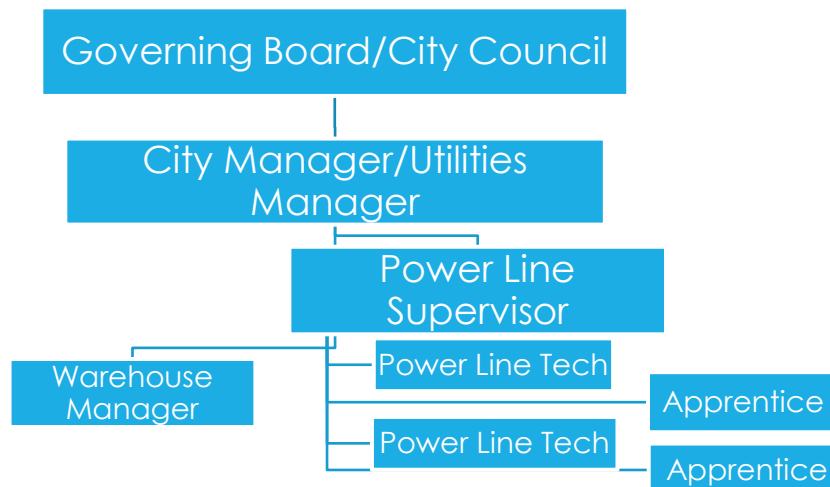 Governing Board/City Council
City Manager/Utilities
Manager
Power Line
Supervisor
Power Line Tech
Warehouse
Manager
Apprentice
Power Line Tech
Apprentice